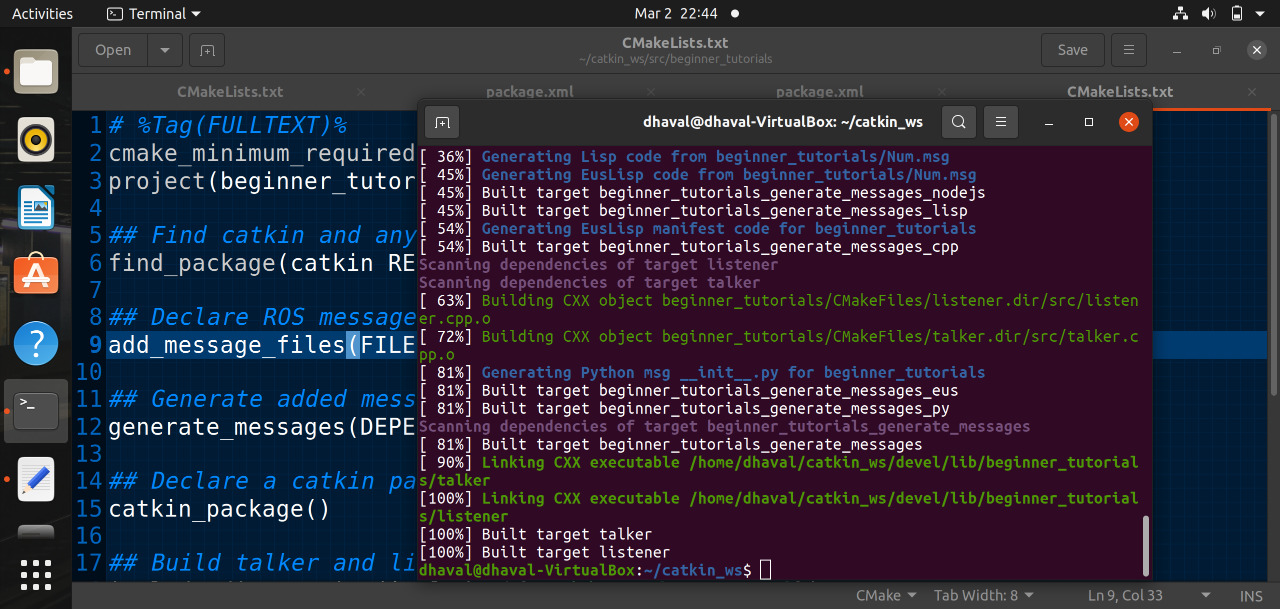 Activities Terminal Mar 2 22:44
Open CMakeLists.txt Save
~/catkin_ws/src/beginner_tutorials
CMakeLists.txt package.xml package.xml CMakeLists.txt
1 # %Tag(FULLTEXT)%
2 cmake_minimum_required
3 project(beginner_tutor
4
5 ## Find catkin and any
6 find_package(catkin RE
7
8 ## Declare ROS message
9 add_message_files(FILE
10
11 ## Generate added mess
12 generate_messages(DEPE
13
14 ## Declare a catkin pa
15 catkin_package()
16
17 ## Build talker and li
dhaval@dhaval-VirtualBox: ~/catkin_ws
[ 36%] Generating Lisp code from beginner_tutorials/Num.msg
[ 45%] Generating EusLisp code from beginner_tutorials/Num.msg
[ 45%] Built target beginner_tutorials_generate_messages_nodejs
[ 45%] Built target beginner_tutorials_generate_messages_lisp
[ 54%] Generating EusLisp manifest code for beginner_tutorials
[ 54%] Built target beginner_tutorials_generate_messages_cpp
Scanning dependencies of target listener
Scanning dependencies of target talker
[ 63%] Building CXX object beginner_tutorials/CMakeFiles/listener.dir/src/listen
er.cpp.o
[ 72%] Building CXX object beginner_tutorials/CMakeFiles/talker.dir/src/talker.c
pp.o
[ 81%] Generating Python msg __init__.py for beginner_tutorials
[ 81%] Built target beginner_tutorials_generate_messages_eus
[ 81%] Built target beginner_tutorials_generate_messages_py
Scanning dependencies of target beginner_tutorials_generate_messages
[ 81%] Built target beginner_tutorials_generate_messages
[ 90%] Linking CXX executable /home/dhaval/catkin_ws/devel/lib/beginner_tutorial
s/talker
[100%] Linking CXX executable /home/dhaval/catkin_ws/devel/lib/beginner_tutorial
s/listener
[100%] Built target talker
[100%] Built target listener
dhaval@dhaval-VirtualBox:~/catkin_ws$
CMake Tab Width: 8 Ln 9, Col 33 INS